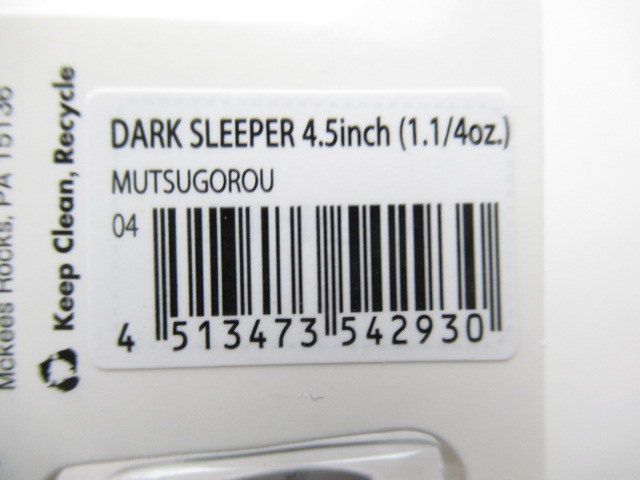 DARK SLEEPER 4.5inch (1.1/4oz.)
MUTSUGOROU
04
4 513473 542930
Keep Clean, Recycle
McKees Rocks, PA 15136